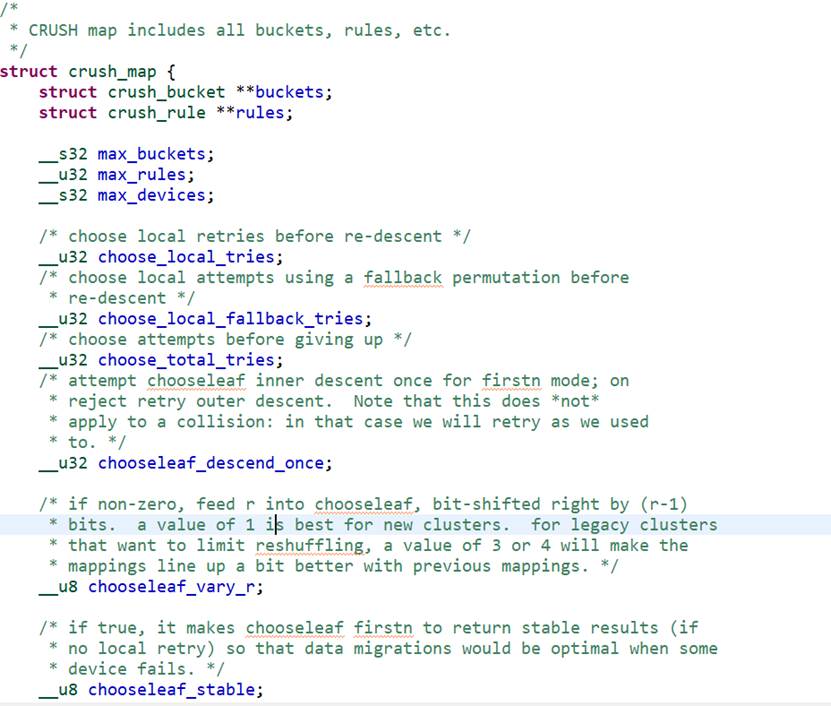 /*
 * CRUSH map includes all buckets, rules, etc.
 */
struct crush_map {
    struct crush_bucket **buckets;
    struct crush_rule **rules;

    __s32 max_buckets;
    __u32 max_rules;
    __s32 max_devices;

    /* choose local retries before re-descent */
    __u32 choose_local_tries;
    /* choose local attempts using a fallback permutation before
     * re-descent */
    __u32 choose_local_fallback_tries;
    /* choose attempts before giving up */
    __u32 choose_total_tries;
    /* attempt chooseleaf inner descent once for firstn mode; on
     * reject retry outer descent.  Note that this does *not*
     * apply to a collision: in that case we will retry as we used
     * to. */
    __u32 chooseleaf_descend_once;

    /* if non-zero, feed r into chooseleaf, bit-shifted right by (r-1)
     * bits.  a value of 1 is best for new clusters.  for legacy clusters
     * that want to limit reshuffling, a value of 3 or 4 will make the
     * mappings line up a bit better with previous mappings. */
    __u8 chooseleaf_vary_r;

    /* if true, it makes chooseleaf firstn to return stable results (if
     * no local retry) so that data migrations would be optimal when some
     * device fails. */
    __u8 chooseleaf_stable;